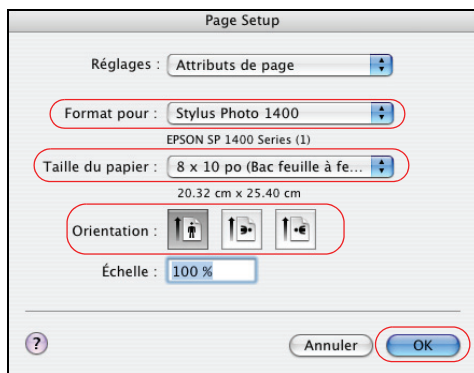 Page Setup
Réglages : Attributs de page
Format pour : Stylus Photo 1400
EPSON SP 1400 Series (1)
Taille du papier : 8 x 10 po (Bac feuille à fe...
20.32 cm x 25.40 cm
Orientation :
Échelle : 100 %
? Annuler OK